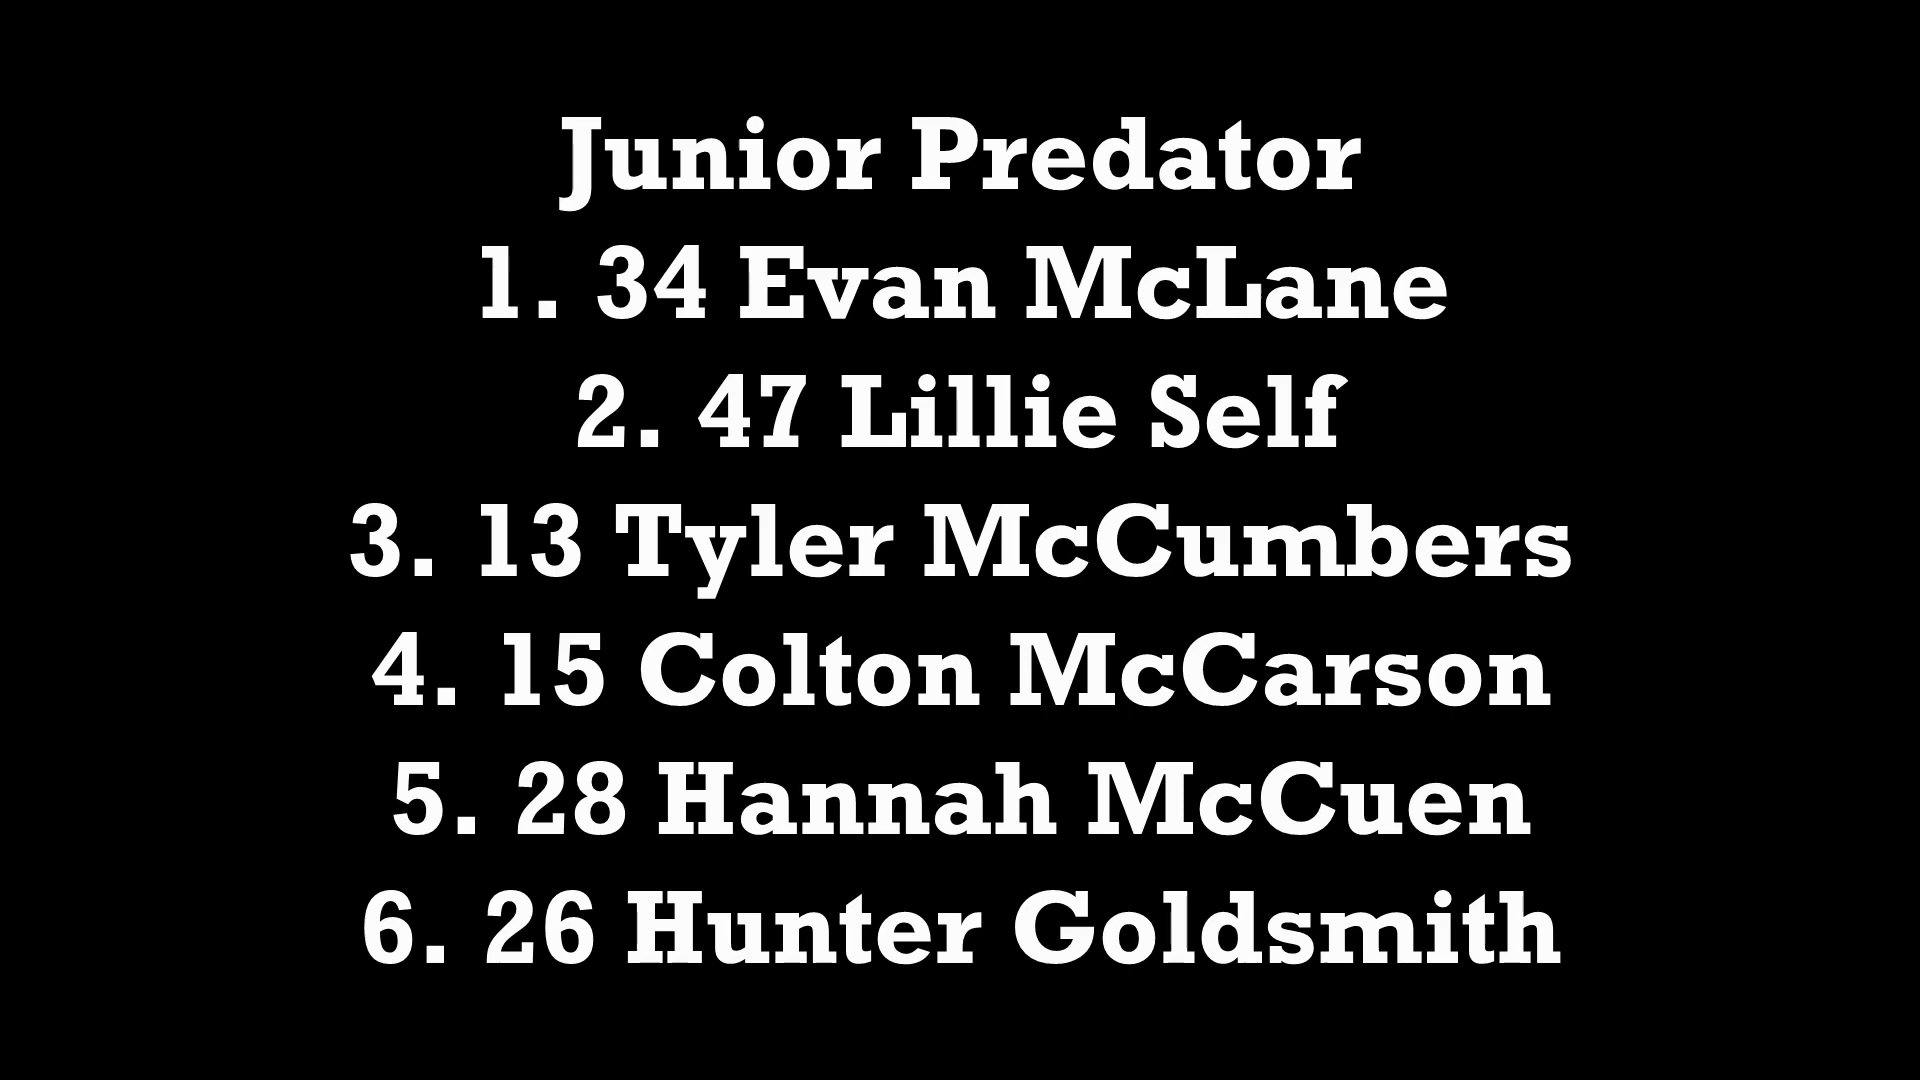 Junior Predator
1. 34 Evan McLane
2. 47 Lillie Self
3. 13 Tyler McCumbers
4. 15 Colton McCarson
5. 28 Hannah McCuen
6. 26 Hunter Goldsmith